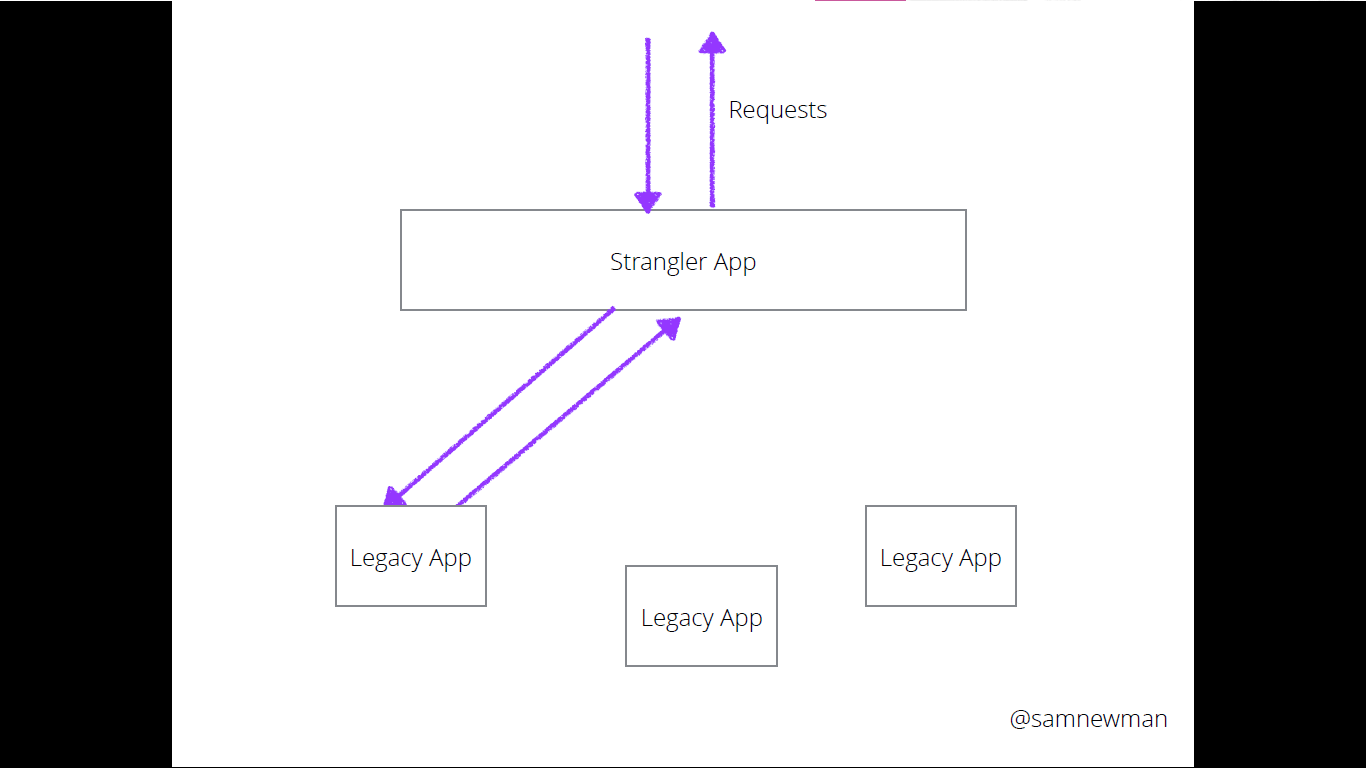 Requests
Strangler App
Legacy App
Legacy App
Legacy App
@samnewman